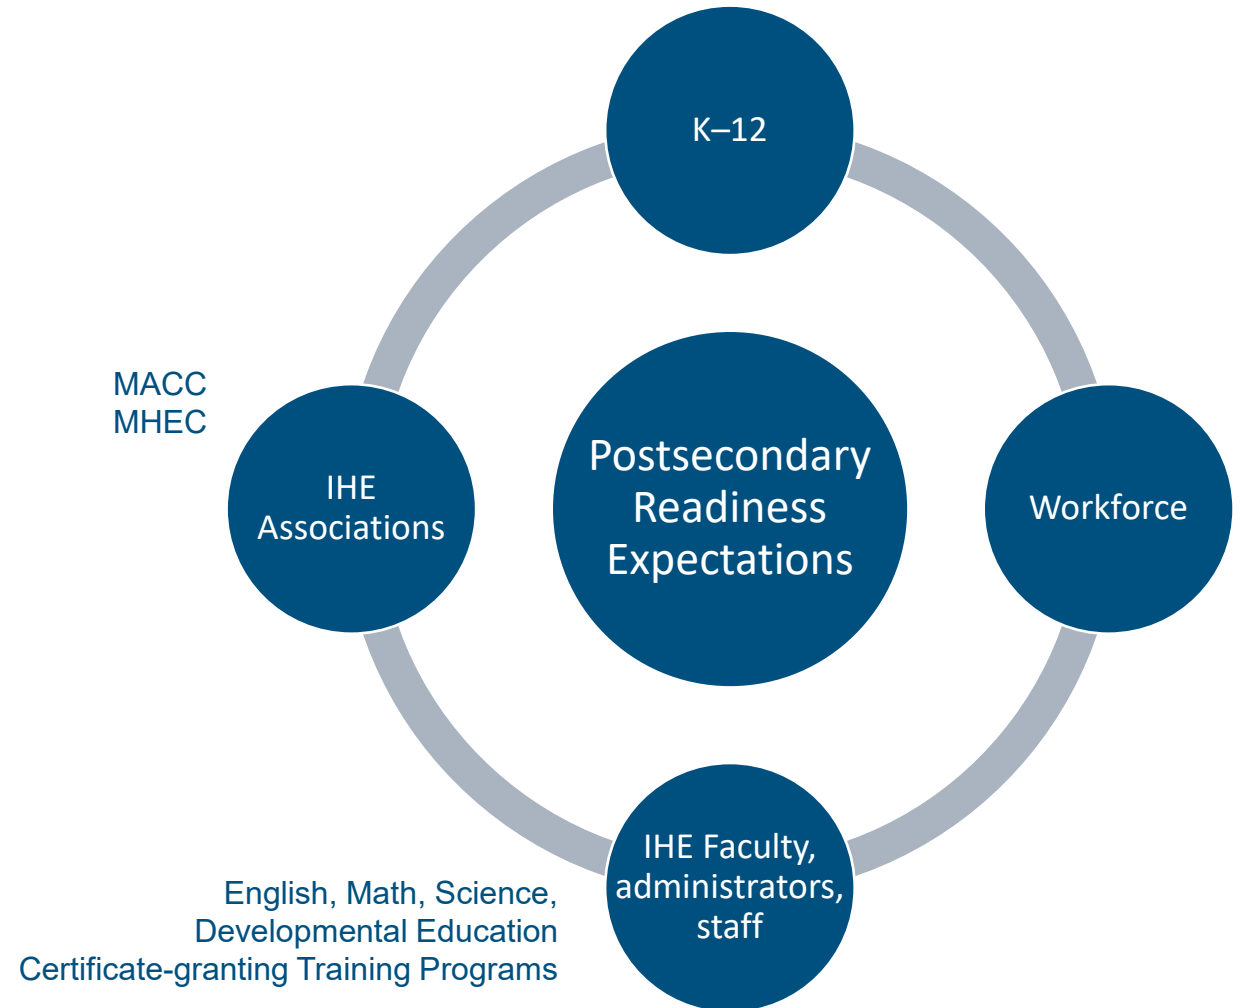 K–12
MACC
MHEC
IHE
Associations
Postsecondary
Readiness
Expectations
Workforce
IHE Faculty,
administrators,
staff
English, Math, Science,
Developmental Education
Certificate-granting Training Programs